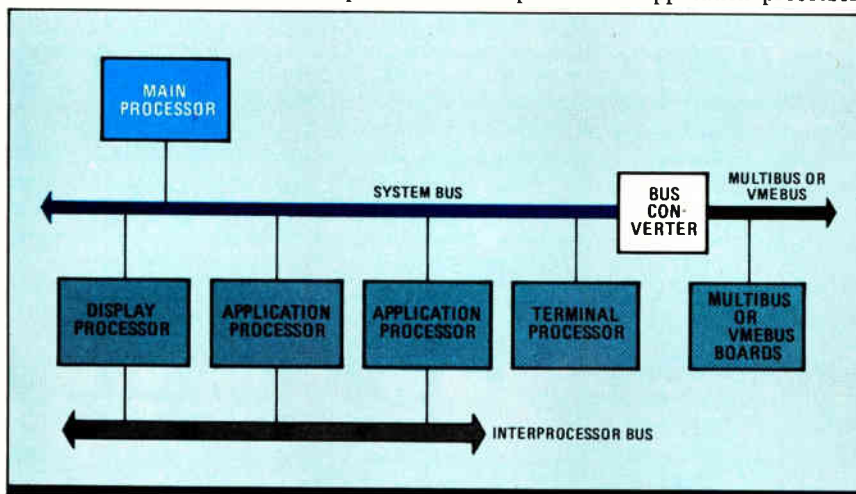 MAIN
PROCESSOR
SYSTEM BUS
MULTIBUS OR
VMEBUS
BUS
CON-
VERTER
DISPLAY
PROCESSOR
APPLICATION
PROCESSOR
APPLICATION
PROCESSOR
TERMINAL
PROCESSOR
MULTIBUS
OR
VMEBUS
BOARDS
INTERPROCESSOR BUS